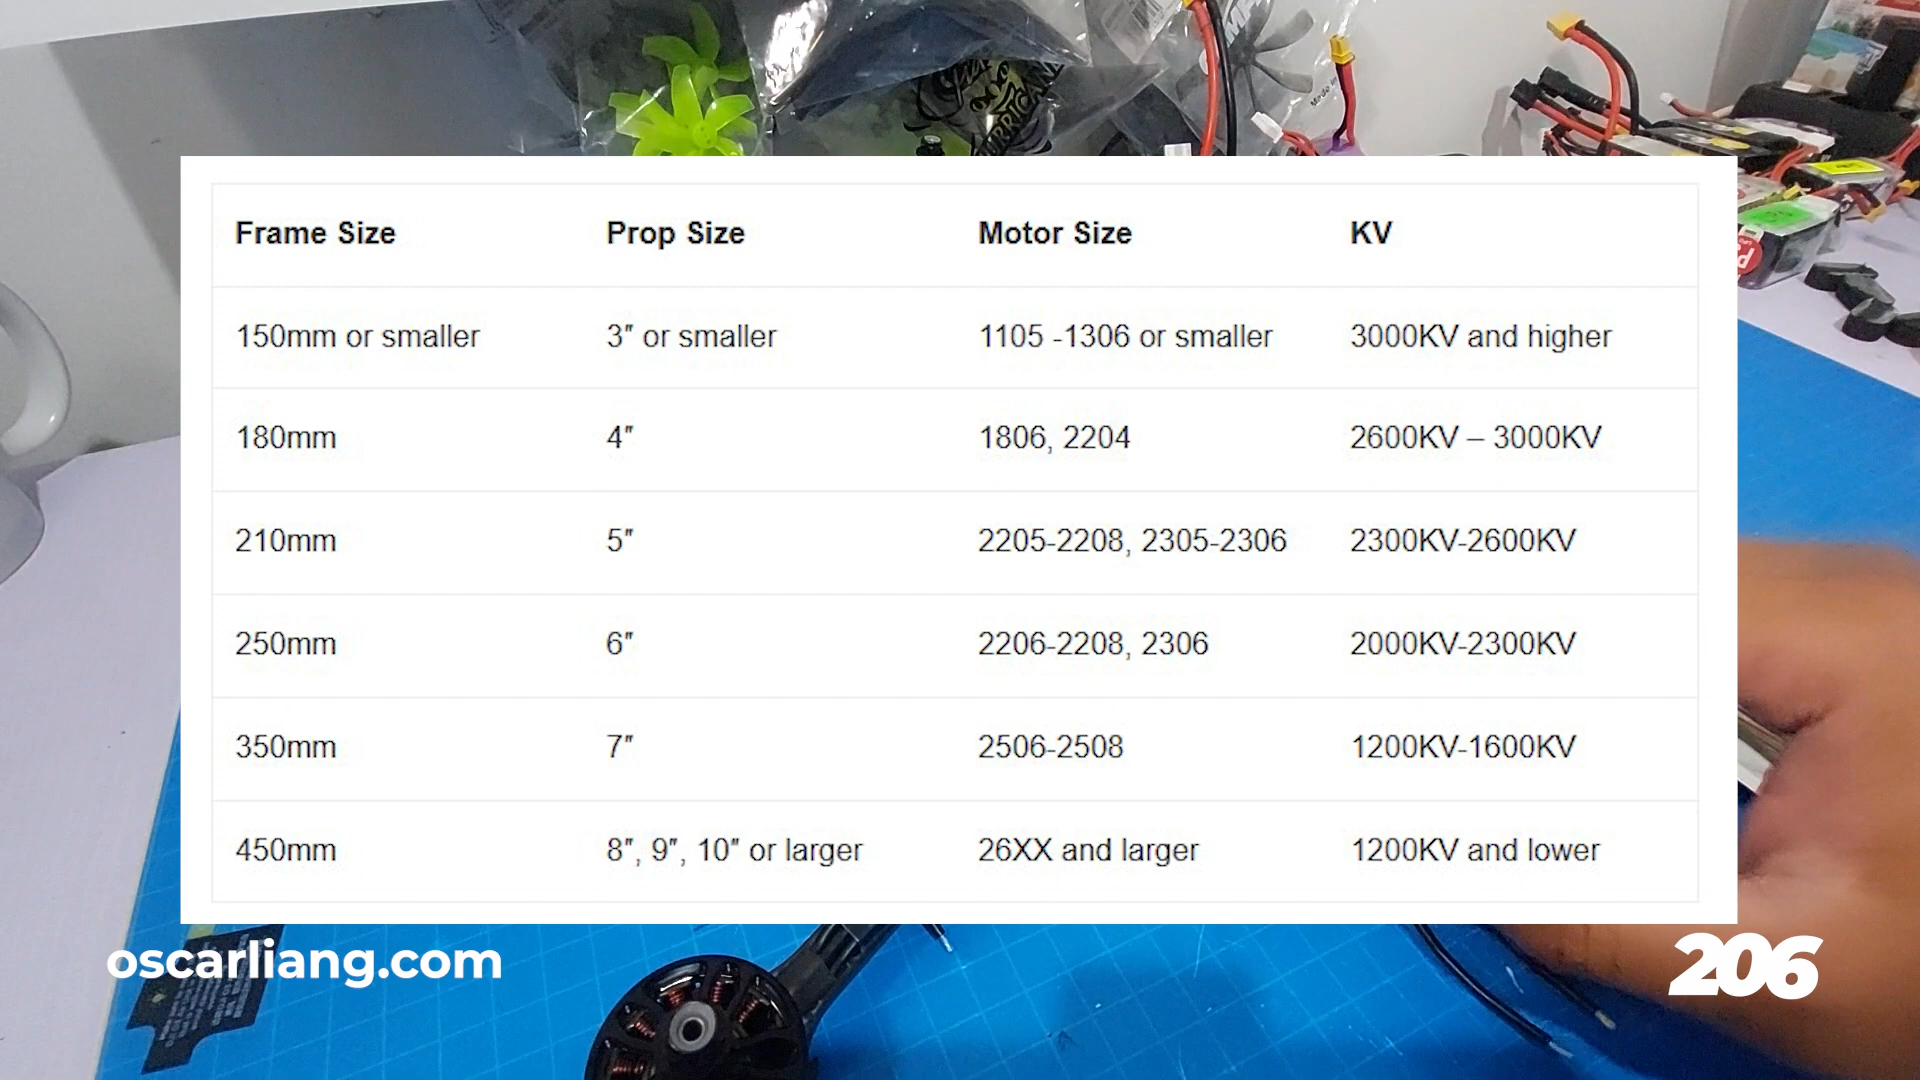 Frame Size Prop Size Motor Size KV
150mm or smaller 3″ or smaller 1105 -1306 or smaller 3000KV and higher
180mm 4″ 1806, 2204 2600KV – 3000KV
210mm 5″ 2205-2208, 2305-2306 2300KV-2600KV
250mm 6″ 2206-2208, 2306 2000KV-2300KV
350mm 7″ 2506-2508 1200KV-1600KV
450mm 8″, 9″, 10″ or larger 26XX and larger 1200KV and lower
oscarliang.com
206